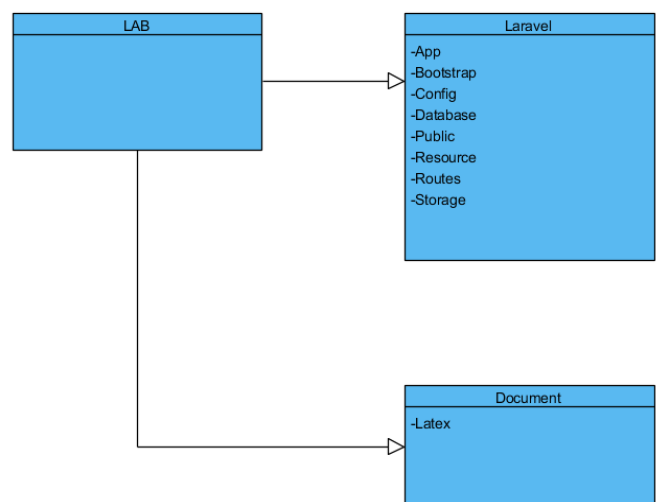 LAB
Laravel
-App
-Bootstrap
-Config
-Database
-Public
-Resource
-Routes
-Storage
Document
-Latex